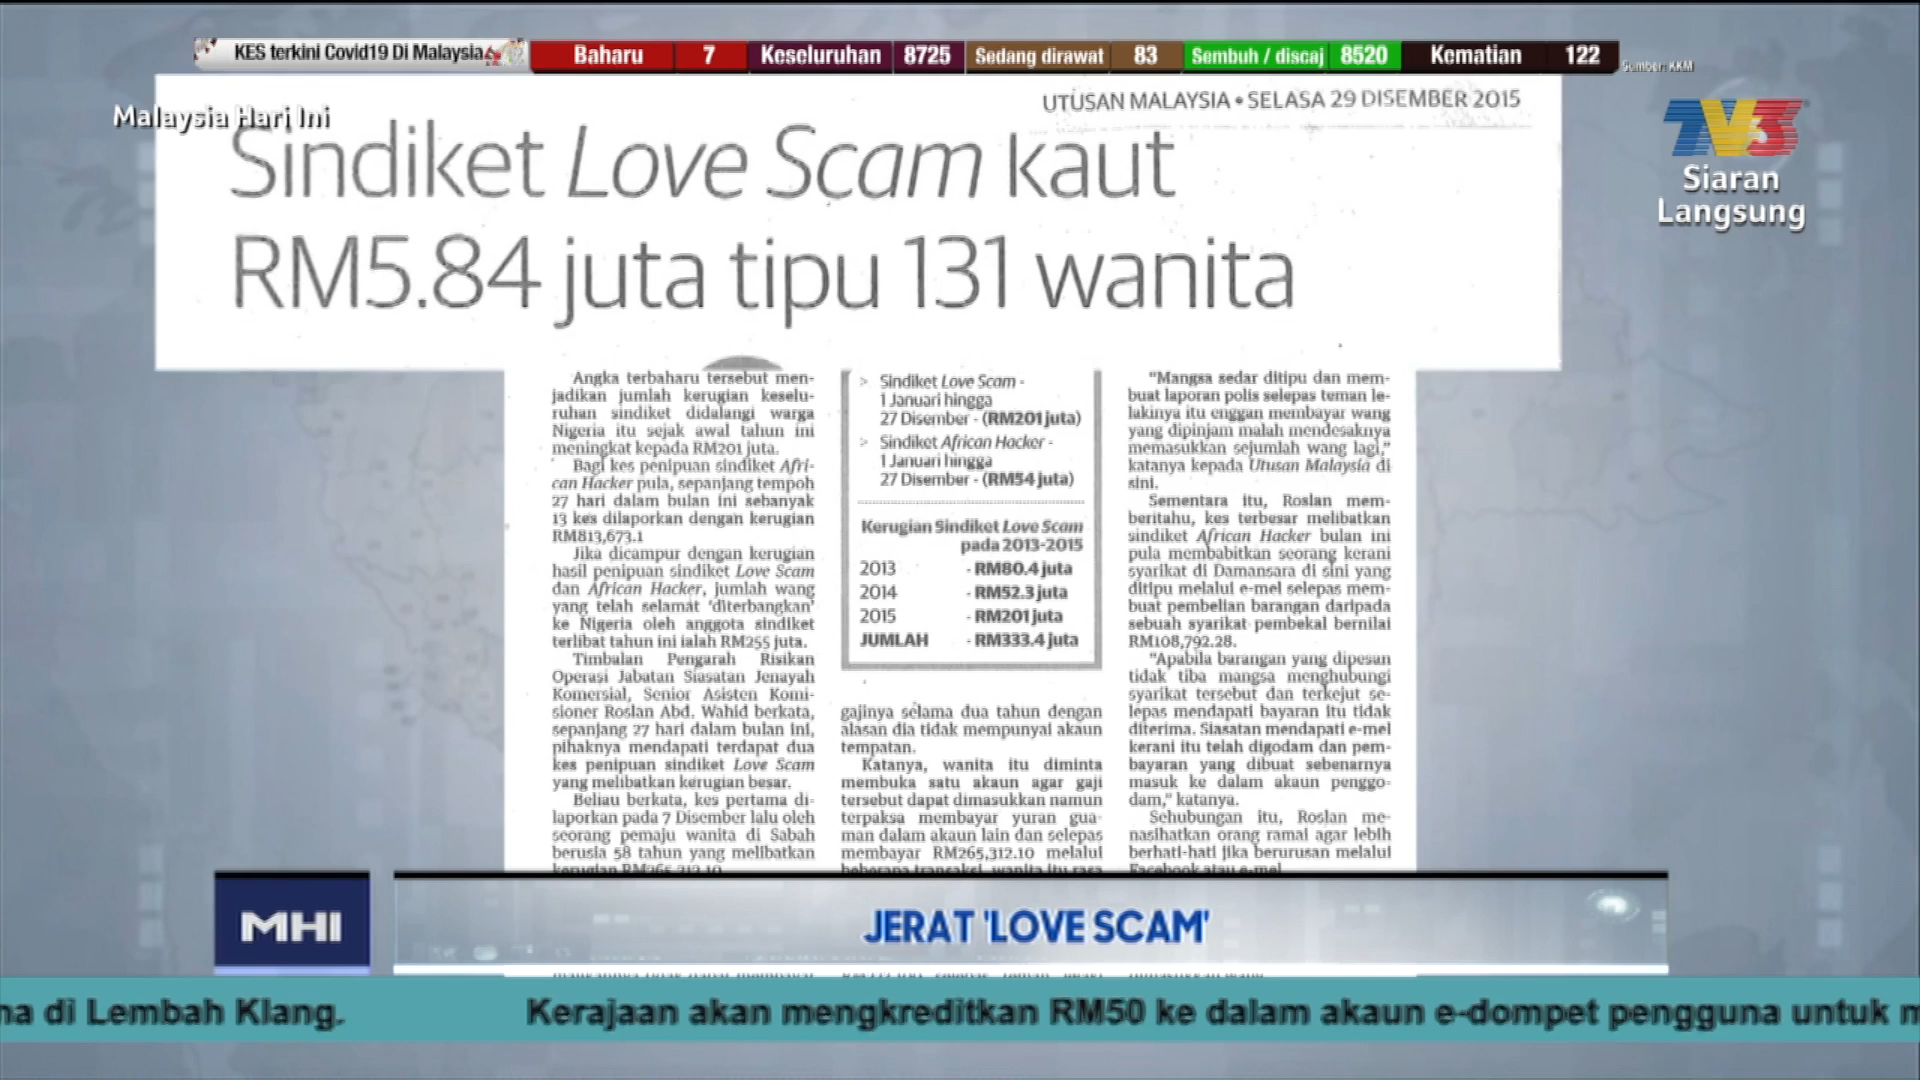 KES terkini Covid19 Di Malaysia Baharu 7 Keseluruhan 8725 Sedang dirawat 83 Sembuh / discaj 8520 Kematian 122
Sumber: KKM
Malaysia Hari Ini
UTUSAN MALAYSIA • SELASA 29 DISEMBER 2015
TV3
Siaran
Langsung
Sindiket Love Scam kaut
RM5.84 juta tipu 131 wanita
Angka terbaharu tersebut men-
jadikan jumlah kerugian keselu-
ruhan sindiket didalangi warga
Nigeria itu sejak awal tahun ini
meningkat kepada RM201 juta.
Bagi kes penipuan sindiket Afri-
can Hacker pula, sepanjang tempoh
27 hari dalam bulan ini sebanyak
13 kes dilaporkan dengan kerugian
RM813,673.1
Jika dicampur dengan kerugian
hasil penipuan sindiket Love Scam
dan African Hacker, jumlah wang
yang telah selamat 'diterbangkan'
ke Nigeria oleh anggota sindiket
terlibat tahun ini ialah RM255 juta.
Timbalan Pengarah Risikan
Operasi Jabatan Siasatan Jenayah
Komersial, Senior Asisten Komi-
sioner Roslan Abd. Wahid berkata,
sepanjang 27 hari dalam bulan ini,
pihaknya mendapati terdapat dua
kes penipuan sindiket Love Scam
yang melibatkan kerugian besar.
Beliau berkata, kes pertama di-
laporkan pada 7 Disember lalu oleh
seorang pemaju wanita di Sabah
berusia 58 tahun yang melibatkan
kerugian RM265,312.10
> Sindiket Love Scam -
1 Januari hingga
27 Disember - (RM201 juta)
> Sindiket African Hacker -
1 Januari hingga
27 Disember - (RM54 juta)
Kerugian Sindiket Love Scam
pada 2013-2015
2013 - RM80.4 juta
2014 - RM52.3 juta
2015 - RM201 juta
JUMLAH - RM333.4 juta
gajinya selama dua tahun dengan
alasan dia tidak mempunyai akaun
tempatan.
Katanya, wanita itu diminta
membuka satu akaun agar gaji
tersebut dapat dimasukkan namun
terpaksa membayar yuran gua-
man dalam akaun lain dan selepas
membayar RM265,312.10 melalui
beberapa transaksi, wanita itu rasa
"Mangsa sedar ditipu dan mem-
buat laporan polis selepas teman le-
lakinya itu enggan membayar wang
yang dipinjam malah mendesaknya
memasukkan sejumlah wang lagi,"
katanya kepada Utusan Malaysia di
sini.
Sementara itu, Roslan mem-
beritahu, kes terbesar melibatkan
sindiket African Hacker bulan ini
pula membabitkan seorang kerani
syarikat di Damansara di sini yang
ditipu melalui e-mel selepas mem-
buat pembelian barangan daripada
sebuah syarikat pembekal bernilai
RM108,792.28.
"Apabila barangan yang dipesan
tidak tiba mangsa menghubungi
syarikat tersebut dan terkejut se-
lepas mendapati bayaran itu tidak
diterima. Siasatan mendapati e-mel
kerani itu telah digodam dan pem-
bayaran yang dibuat sebenarnya
masuk ke dalam akaun penggo-
dam," katanya.
Sehubungan itu, Roslan me-
nasihatkan orang ramai agar lebih
berhati-hati jika berurusan melalui
Facebook atau e-mel.
MHI
JERAT 'LOVE SCAM'
na di Lembah Klang. Kerajaan akan mengkreditkan RM50 ke dalam akaun e-dompet pengguna untuk m